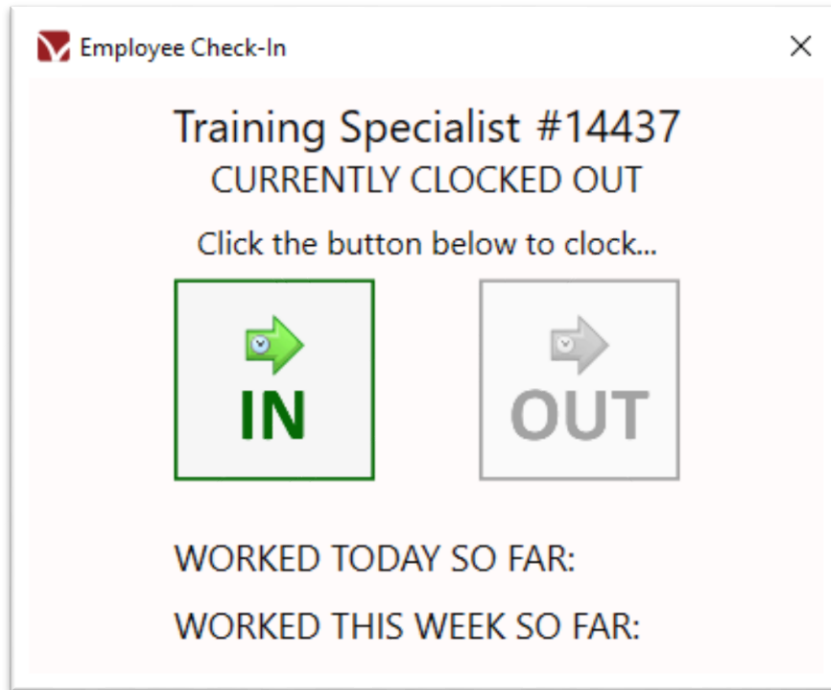 Employee Check-In
Training Specialist #14437
CURRENTLY CLOCKED OUT
Click the button below to clock...
IN
OUT
WORKED TODAY SO FAR:
WORKED THIS WEEK SO FAR: